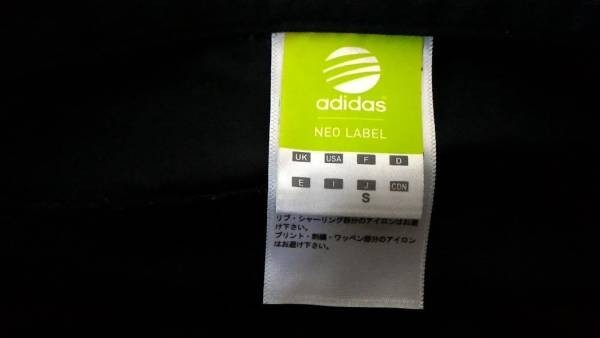 adidas
NEO LABEL
UK USA F D
E I J CDN
S
リブ・シャーリング部分のアイロンはお避
け下さい。
プリント・刺繍・ワッペン部分のアイロン
はお避け下さい。